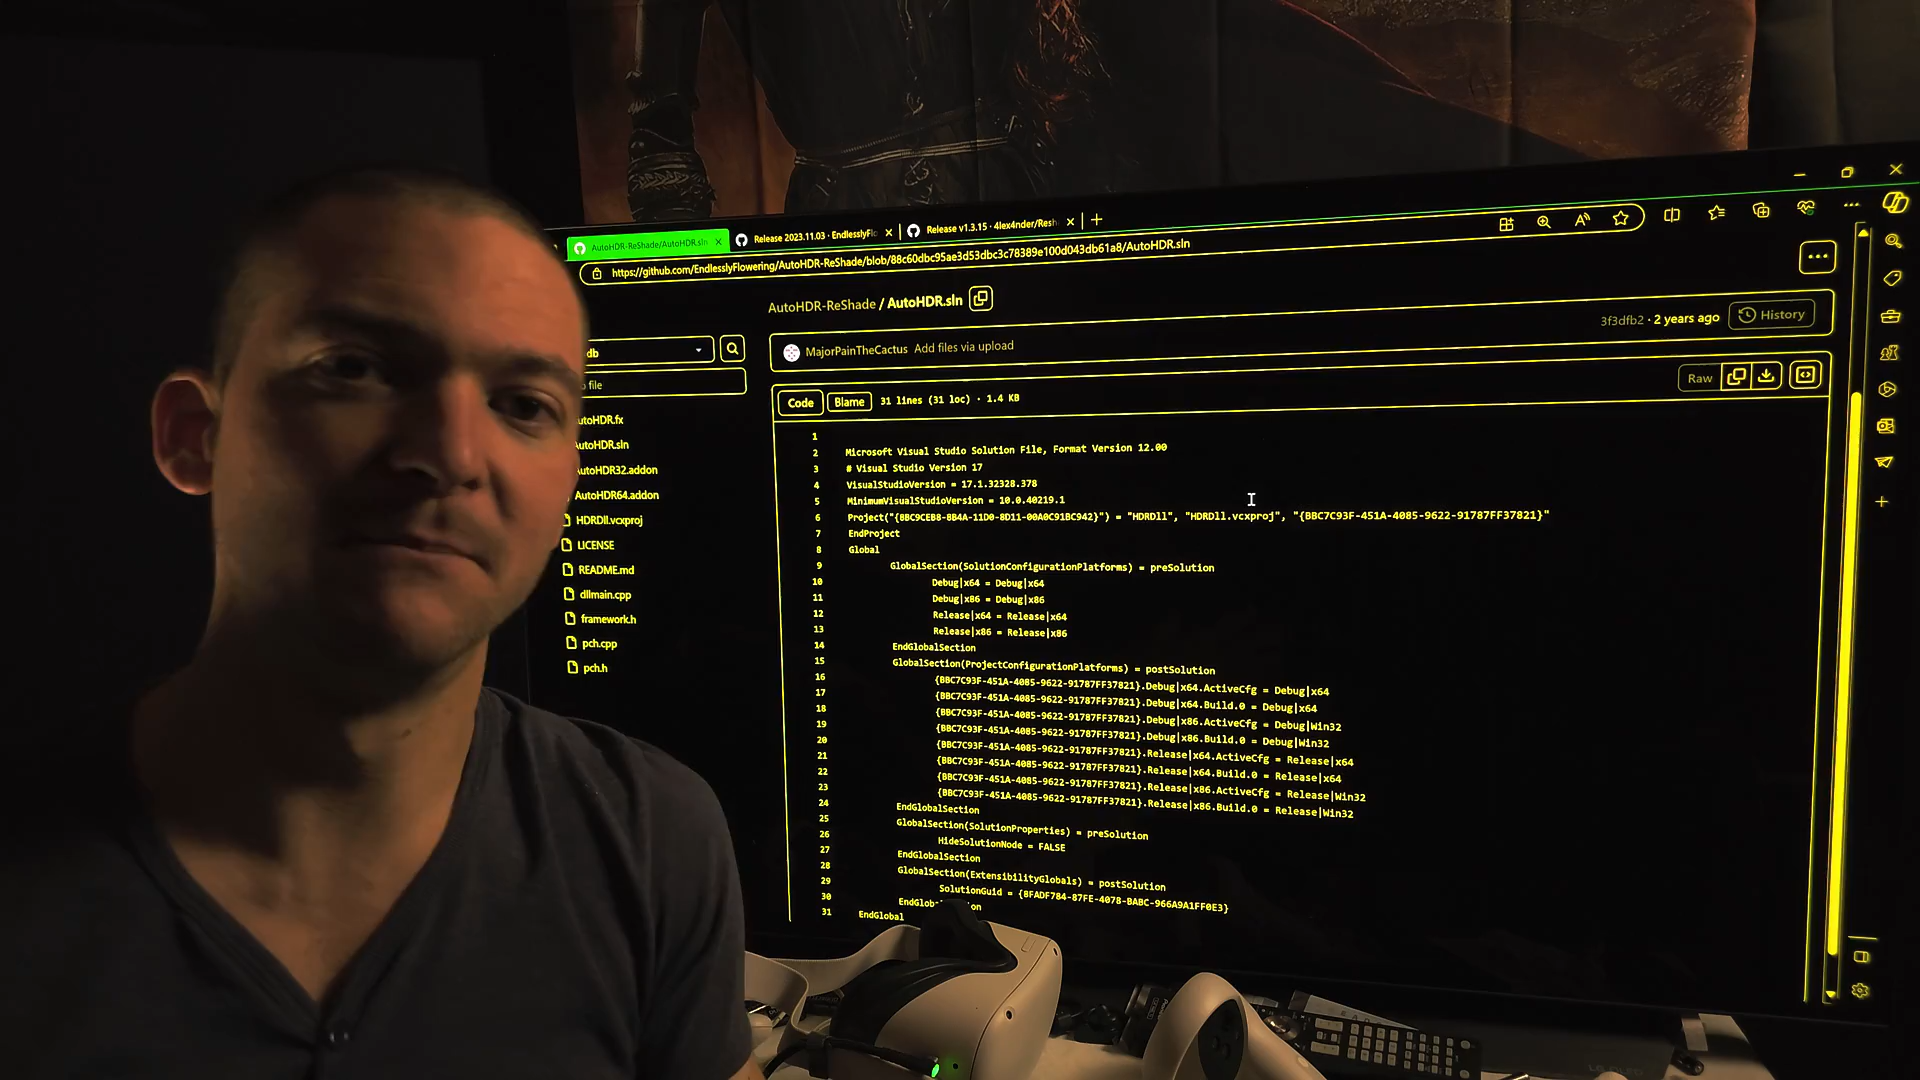 AutoHDR-ReShade/AutoHDR.sln
Release 2023.11.03 · EndlesslyFlo
Release v1.3.15 · 4lex4nder/Resh
https://github.com/EndlesslyFlowering/AutoHDR-ReShade/blob/88c60dbc95ae3d53dbc3c78389e100d043db61a8/AutoHDR.sln
AutoHDR-ReShade / AutoHDR.sln
3f3dfb2 · 2 years ago
History
MajorPainTheCactus Add files via upload
db
file
Code
Blame
31 lines (31 loc) · 1.4 KB
Raw
utoHDR.fx
utoHDR.sln
utoHDR32.addon
AutoHDR64.addon
HDRDll.vcxproj
LICENSE
README.md
dllmain.cpp
framework.h
pch.cpp
pch.h
1
2 Microsoft Visual Studio Solution File, Format Version 12.00
3 # Visual Studio Version 17
4 VisualStudioVersion = 17.1.32328.378
5 MinimumVisualStudioVersion = 10.0.40219.1
6 Project("{8BC9CEB8-8B4A-11D0-8D11-00A0C91BC942}") = "HDRDll", "HDRDll.vcxproj", "{BBC7C93F-451A-4085-9622-91787FF37821}"
7 EndProject
8 Global
9 GlobalSection(SolutionConfigurationPlatforms) = preSolution
10 Debug|x64 = Debug|x64
11 Debug|x86 = Debug|x86
12 Release|x64 = Release|x64
13 Release|x86 = Release|x86
14 EndGlobalSection
15 GlobalSection(ProjectConfigurationPlatforms) = postSolution
16 {BBC7C93F-451A-4085-9622-91787FF37821}.Debug|x64.ActiveCfg = Debug|x64
17 {BBC7C93F-451A-4085-9622-91787FF37821}.Debug|x64.Build.0 = Debug|x64
18 {BBC7C93F-451A-4085-9622-91787FF37821}.Debug|x86.ActiveCfg = Debug|Win32
19 {BBC7C93F-451A-4085-9622-91787FF37821}.Debug|x86.Build.0 = Debug|Win32
20 {BBC7C93F-451A-4085-9622-91787FF37821}.Release|x64.ActiveCfg = Release|x64
21 {BBC7C93F-451A-4085-9622-91787FF37821}.Release|x64.Build.0 = Release|x64
22 {BBC7C93F-451A-4085-9622-91787FF37821}.Release|x86.ActiveCfg = Release|Win32
23 {BBC7C93F-451A-4085-9622-91787FF37821}.Release|x86.Build.0 = Release|Win32
24 EndGlobalSection
25 GlobalSection(SolutionProperties) = preSolution
26 HideSolutionNode = FALSE
27 EndGlobalSection
28 GlobalSection(ExtensibilityGlobals) = postSolution
29 SolutionGuid = {8FADF784-87FE-4078-BABC-966A9A1FF0E3}
30 EndGlob on
31 EndGlobal